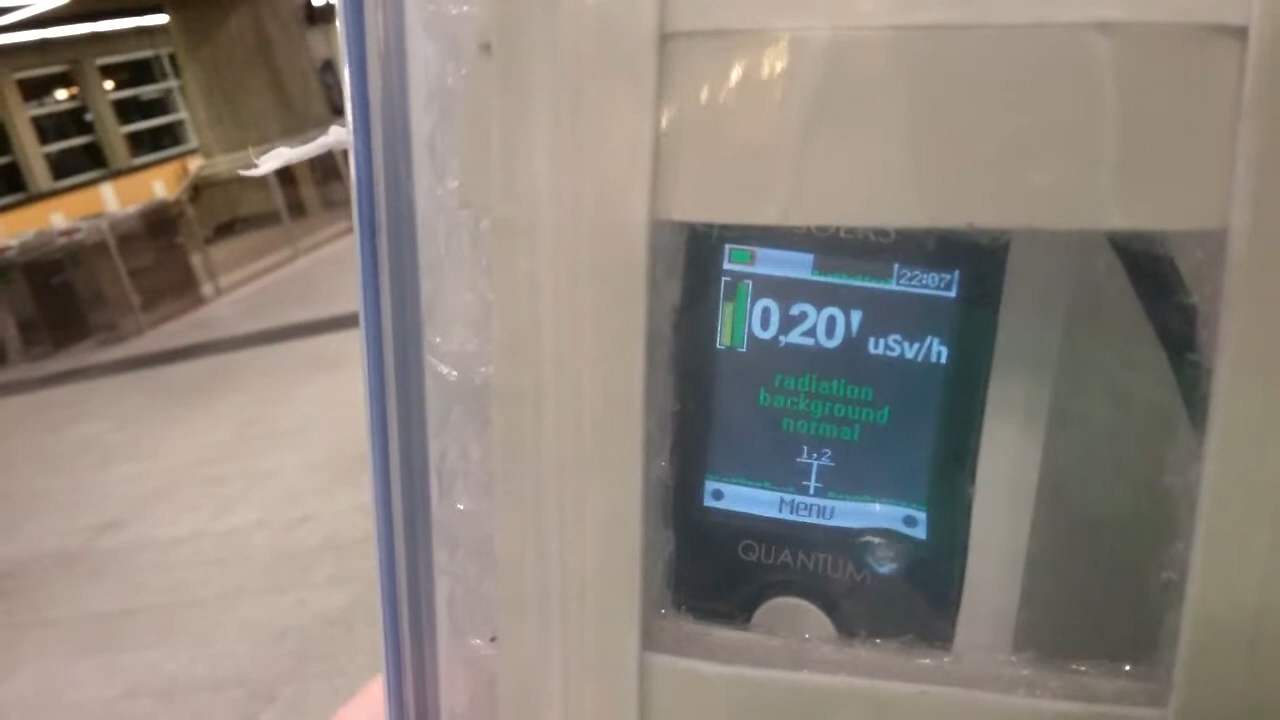 22:07
0,20 uSv/h
radiation
background
normal
1,2
Menu
QUANTUM